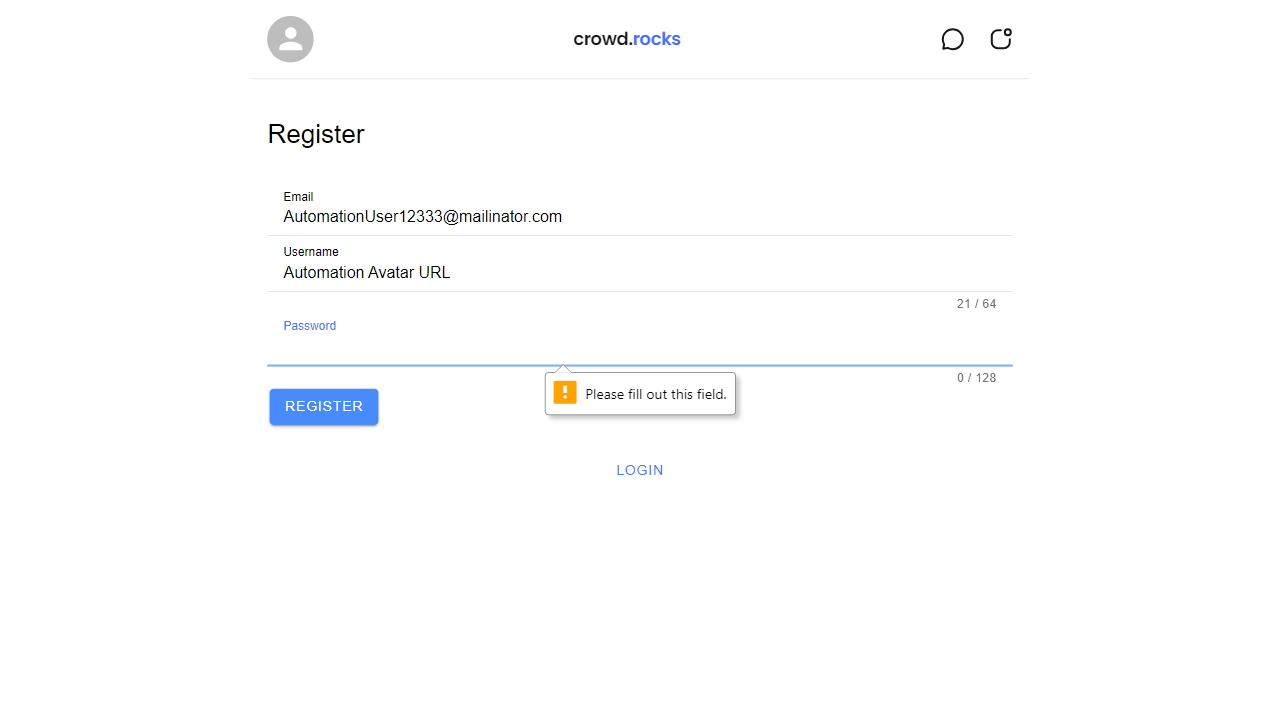 crowd.rocks
Register
Email
AutomationUser12333@mailinator.com
Username
Automation Avatar URL
21 / 64
Password
0 / 128
Please fill out this field.
REGISTER
LOGIN